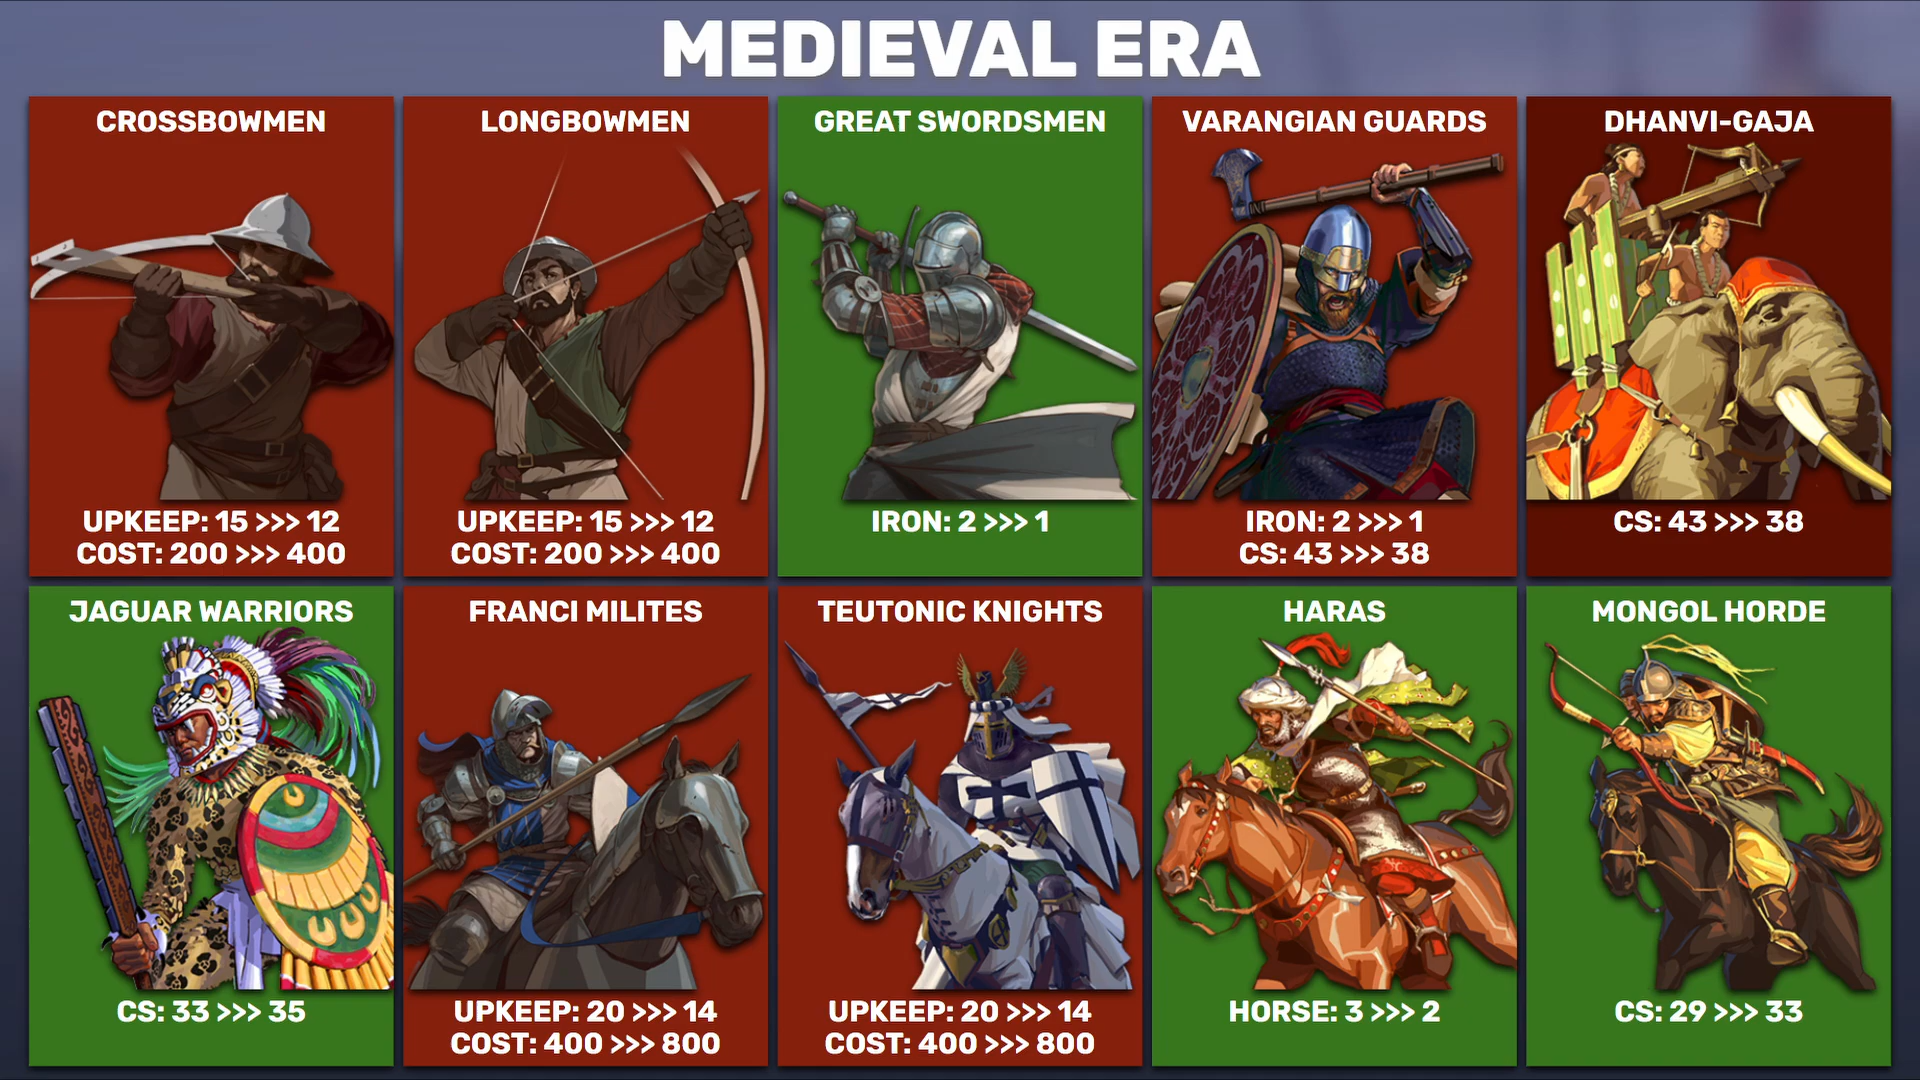 MEDIEVAL ERA
CROSSBOWMEN
UPKEEP: 15 >>> 12
COST: 200 >>> 400
LONGBOWMEN
UPKEEP: 15 >>> 12
COST: 200 >>> 400
GREAT SWORDSMEN
IRON: 2 >>> 1
VARANGIAN GUARDS
IRON: 2 >>> 1
CS: 43 >>> 38
DHANVI-GAJA
CS: 43 >>> 38
JAGUAR WARRIORS
CS: 33 >>> 35
FRANCI MILITES
UPKEEP: 20 >>> 14
COST: 400 >>> 800
TEUTONIC KNIGHTS
UPKEEP: 20 >>> 14
COST: 400 >>> 800
HARAS
HORSE: 3 >>> 2
MONGOL HORDE
CS: 29 >>> 33